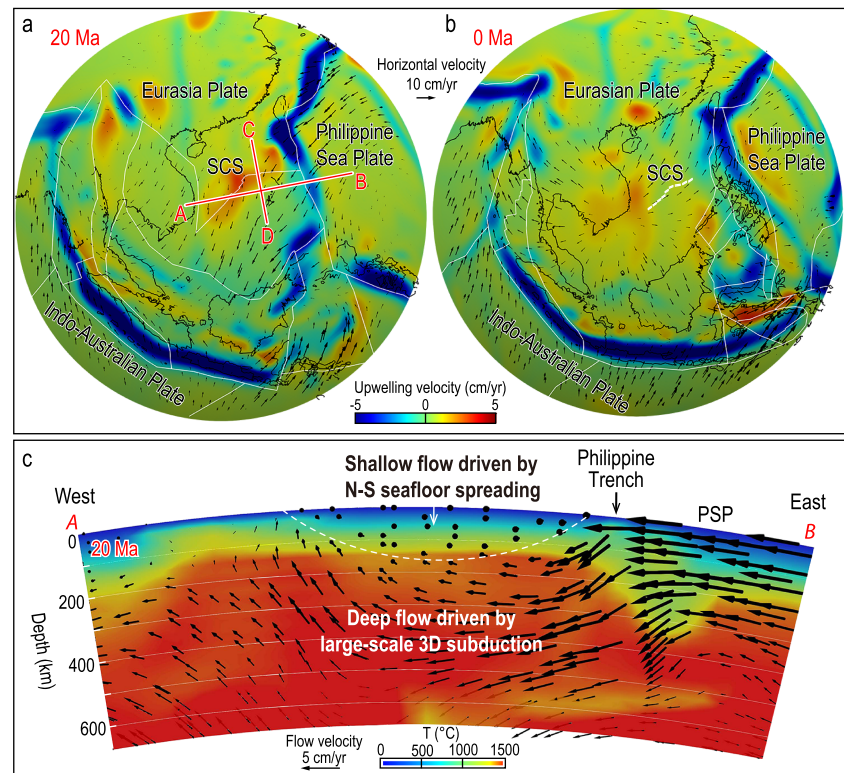 a
20 Ma
Eurasia Plate
C
SCS
Philippine
Sea Plate
A
B
D
Indo-Australian Plate
Horizontal velocity
10 cm/yr
b
0 Ma
Eurasian Plate
Philippine
Sea Plate
SCS
Indo-Australian Plate
Upwelling velocity (cm/yr)
-5 0 5
c
Shallow flow driven by
N-S seafloor spreading
Philippine
Trench
West
PSP
East
A
B
20 Ma
0
200
400
600
Depth (km)
Deep flow driven by
large-scale 3D subduction
Flow velocity
5 cm/yr
T (°C)
0 500 1000 1500